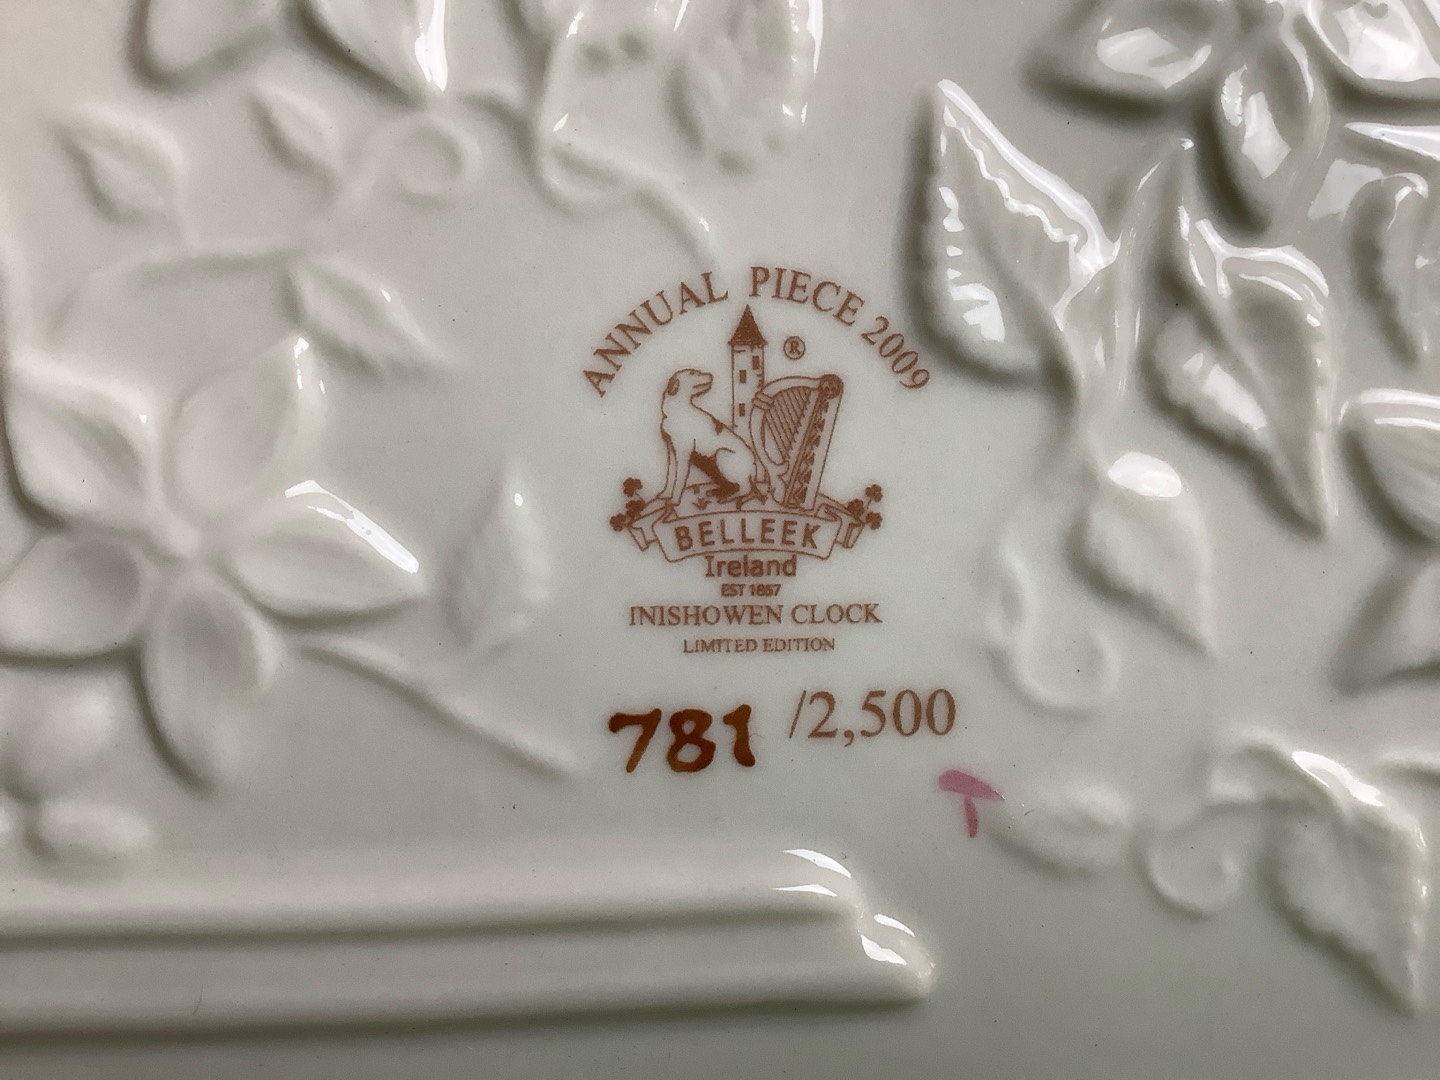 ANNUAL PIECE 2009
®
BELLEEK
Ireland
EST 1857
INISHOWEN CLOCK
LIMITED EDITION
781 /2,500
T